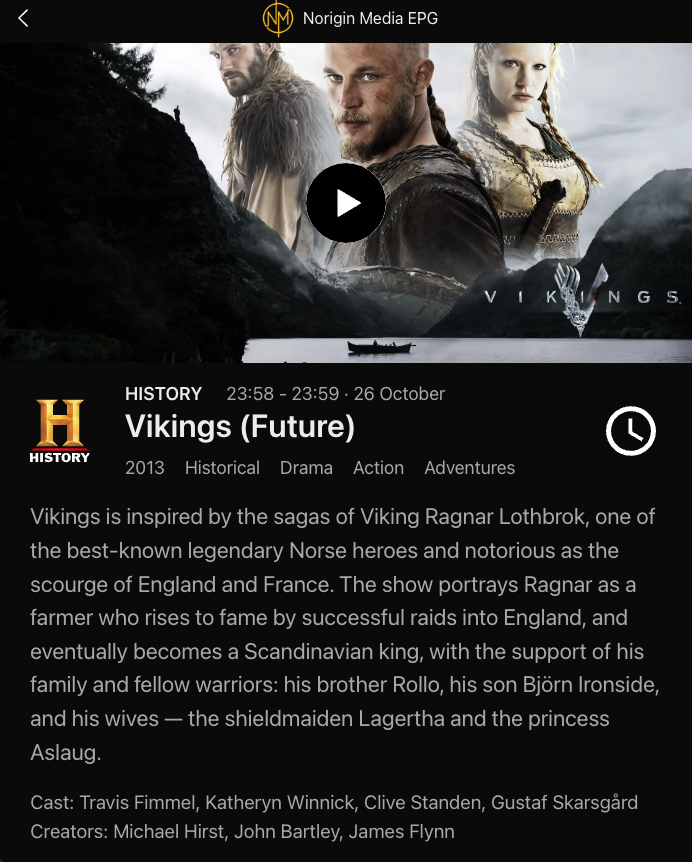 NM Norigin Media EPG
VIKINGS
HISTORY 23:58 - 23:59 · 26 October
Vikings (Future)
H
HISTORY
2013 Historical Drama Action Adventures
Vikings is inspired by the sagas of Viking Ragnar Lothbrok, one of
the best-known legendary Norse heroes and notorious as the
scourge of England and France. The show portrays Ragnar as a
farmer who rises to fame by successful raids into England, and
eventually becomes a Scandinavian king, with the support of his
family and fellow warriors: his brother Rollo, his son Björn Ironside,
and his wives — the shieldmaiden Lagertha and the princess
Aslaug.
Cast: Travis Fimmel, Katheryn Winnick, Clive Standen, Gustaf Skarsgård
Creators: Michael Hirst, John Bartley, James Flynn